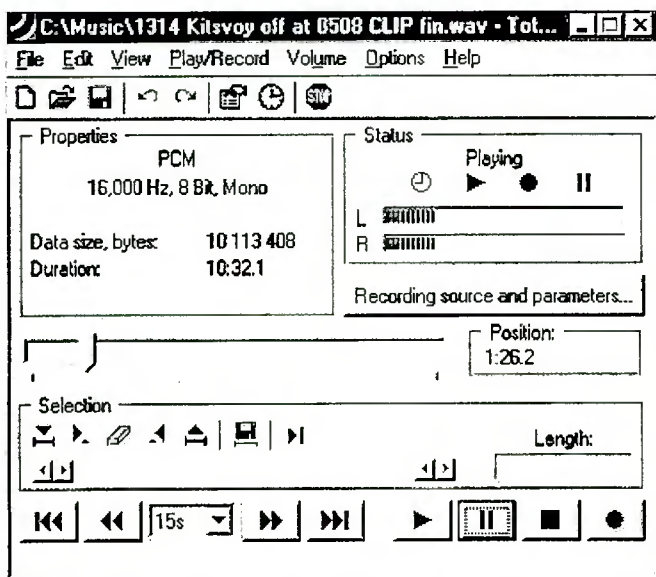 C:\Music\1314 Kitsvoy off at 0508 CLIP fin.wav - Tot...
File Edit View Play/Record Volume Options Help
Properties
PCM
16,000 Hz, 8 Bit, Mono
Data size, bytes: 10 113 408
Duration: 10:32.1
Status
Playing
L
R
Recording source and parameters...
Position:
1:26.2
Selection
Length:
15s